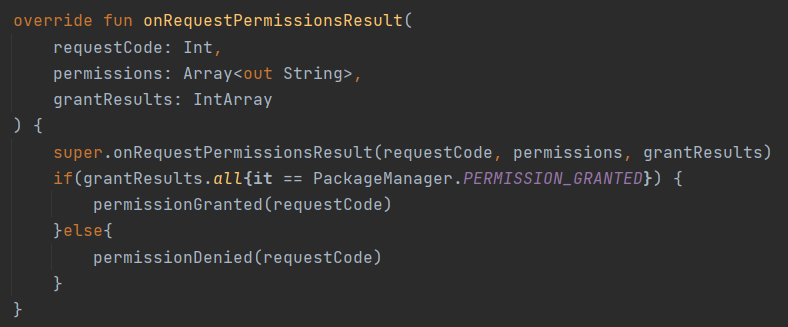 override fun onRequestPermissionsResult(
    requestCode: Int,
    permissions: Array<out String>,
    grantResults: IntArray
) {
    super.onRequestPermissionsResult(requestCode, permissions, grantResults)
    if(grantResults.all{it == PackageManager.PERMISSION_GRANTED}) {
        permissionGranted(requestCode)
    }else{
        permissionDenied(requestCode)
    }
}